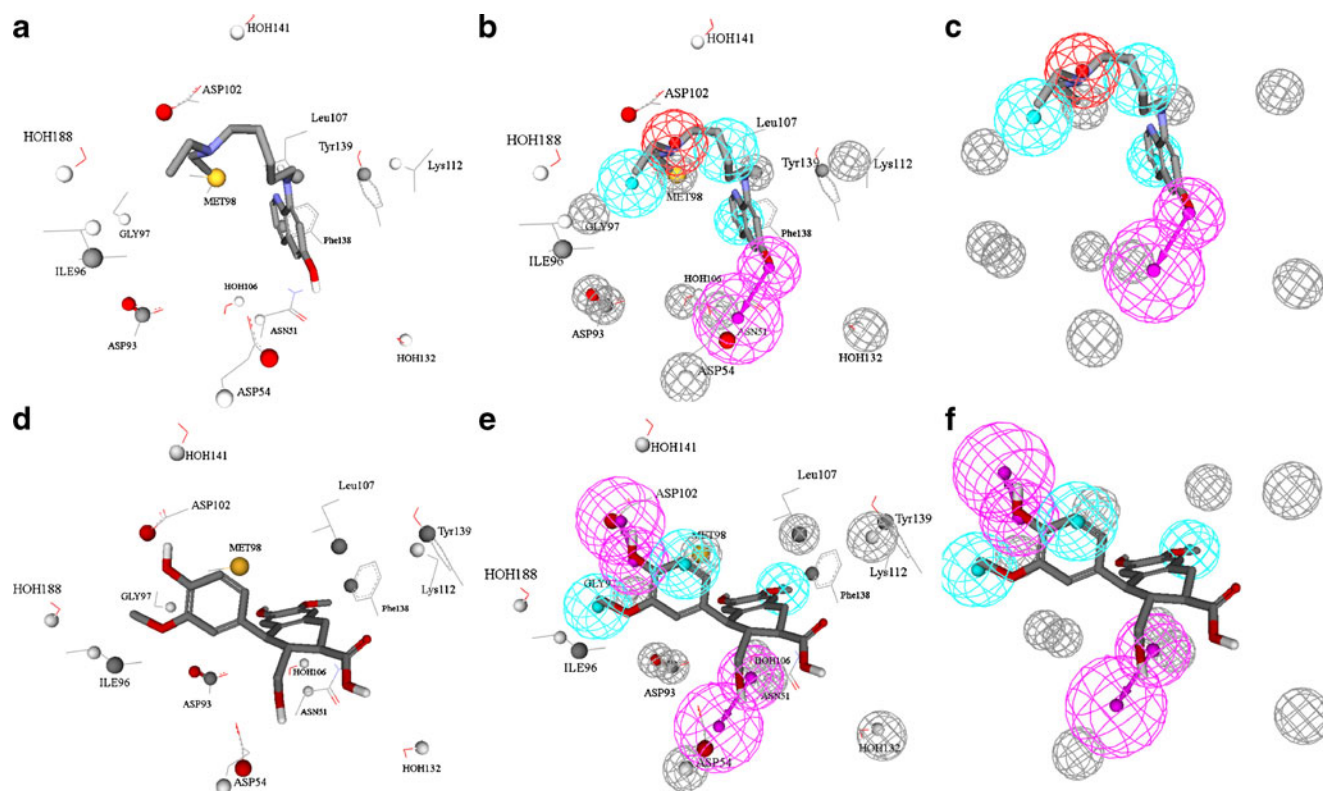 a
HOH141
ASP102
HOH188
Leu107
Tyr139
Lys112
MET98
GLY97
Phe138
ILE96
HOH106
ASN51
ASP93
HOH132
ASP54
b
HOH141
ASP102
HOH188
Leu107
Tyr139
Lys112
MET98
GLY97
Phe138
ILE96
HOH106
ASP93
ASN51
HOH132
ASP54
c
d
HOH141
Leu107
ASP102
Tyr139
MET98
HOH188
GLY97
Lys112
Phe138
ILE96
HOH106
ASP93
ASN51
HOH132
ASP54
e
HOH141
Leu107
ASP102
Tyr139
MET98
HOH188
Lys112
Phe138
ILE96
HOH106
ASP93
ASN51
HOH132
ASP54
f